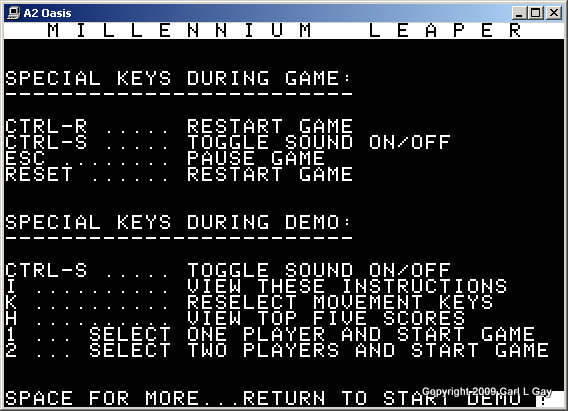 A2 Oasis
M I L L E N N I U M   L E A P E R
SPECIAL KEYS DURING GAME:
-------------------------
CTRL-R ..... RESTART GAME
CTRL-S ..... TOGGLE SOUND ON/OFF
ESC ........ PAUSE GAME
RESET ...... RESTART GAME
SPECIAL KEYS DURING DEMO:
-------------------------
CTRL-S ..... TOGGLE SOUND ON/OFF
I .......... VIEW THESE INSTRUCTIONS
K .......... RESELECT MOVEMENT KEYS
H .......... VIEW TOP FIVE SCORES
1 ... SELECT ONE PLAYER AND START GAME
2 ... SELECT TWO PLAYERS AND START GAME
Copyright 2009 Carl L Gay
SPACE FOR MORE...RETURN TO START DEMO ?